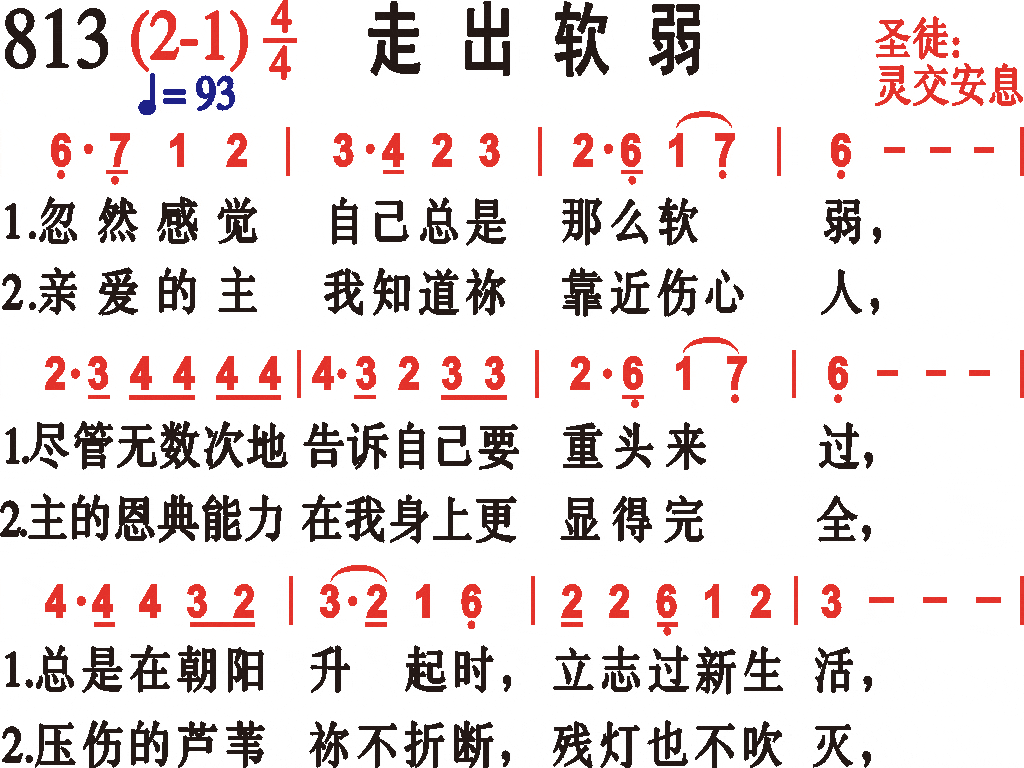 813 (2-1) 4/4 走出软弱 圣徒:
♩=93 灵交安息
6·7 1 2 | 3·4 2 3 | 2·6 1 7 | 6 - - - |
1.忽然感觉 自己总是 那么软 弱,
2.亲爱的主 我知道祢 靠近伤心 人,
2·3 4 4 4 4 | 4·3 2 3 3 | 2·6 1 7 | 6 - - - |
1.尽管无数次地 告诉自己要 重头来 过,
2.主的恩典能力 在我身上更 显得完 全,
4·4 4 3 2 | 3·2 1 6 | 2 2 6 1 2 | 3 - - - |
1.总是在朝阳 升 起时, 立志过新生 活,
2.压伤的芦苇 祢不折断, 残灯也不吹 灭,